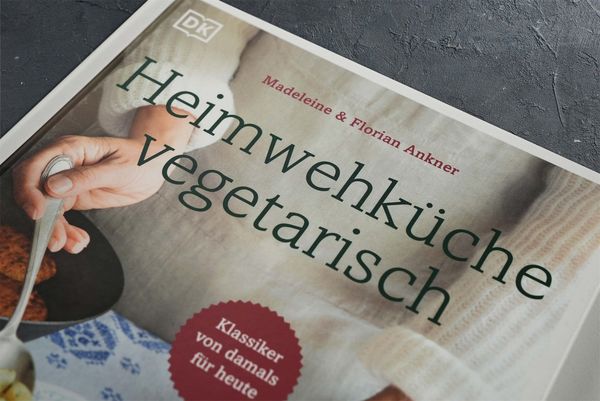 DK
Madeleine & Florian Ankner
Heimwehküche
vegetarisch
Klassiker
von damals
für heute